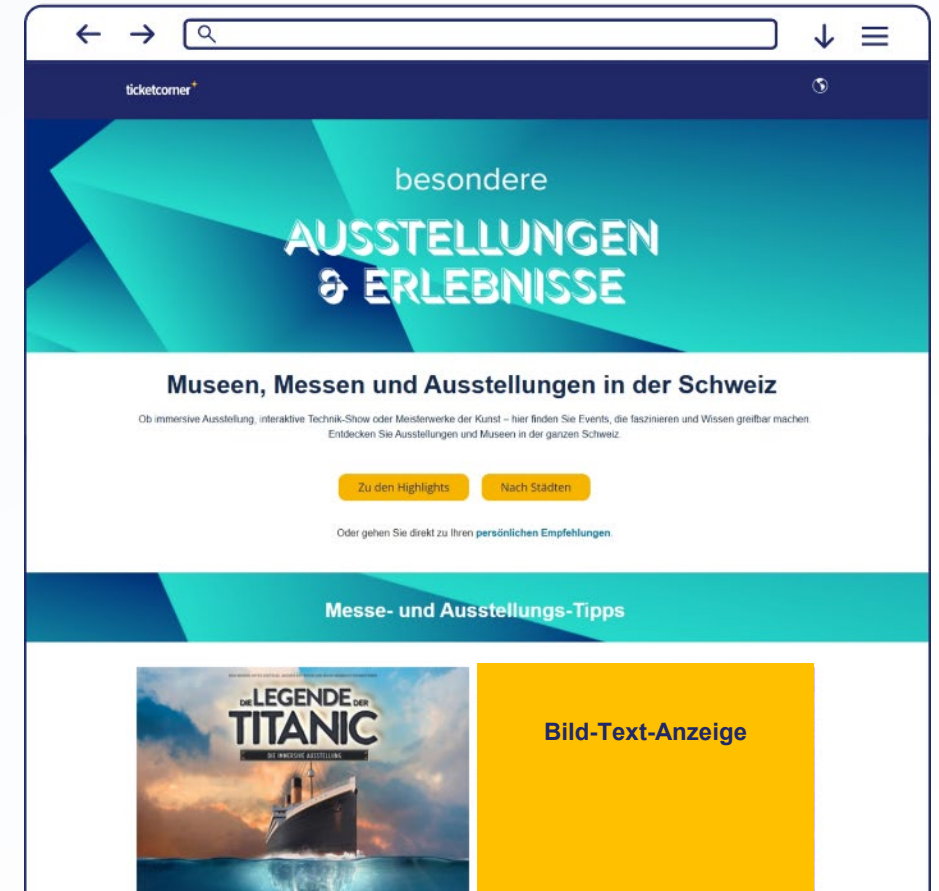 ticketcorner
besondere
AUSSTELLUNGEN
& ERLEBNISSE
Museen, Messen und Ausstellungen in der Schweiz
Ob immersive Ausstellung, interaktive Technik-Show oder Meisterwerke der Kunst – hier finden Sie Events, die faszinieren und Wissen greifbar machen.
Entdecken Sie Ausstellungen und Museen in der ganzen Schweiz.
Zu den Highlights Nach Städten
Oder gehen Sie direkt zu Ihren persönlichen Empfehlungen.
Messe- und Ausstellungs-Tipps
DIE LEGENDE DER
TITANIC
DIE IMMERSIVE AUSSTELLUNG
Bild-Text-Anzeige